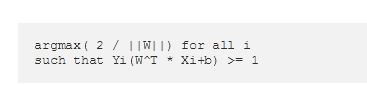 argmax( 2 / ||W||) for all i
such that Yi(W^T * Xi+b) >= 1